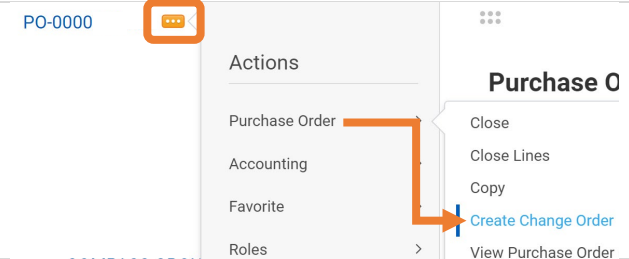 PO-0000
Actions
Purchase Order
Accounting
Favorite
Roles
Purchase O
Close
Close Lines
Copy
Create Change Order
View Purchase Order